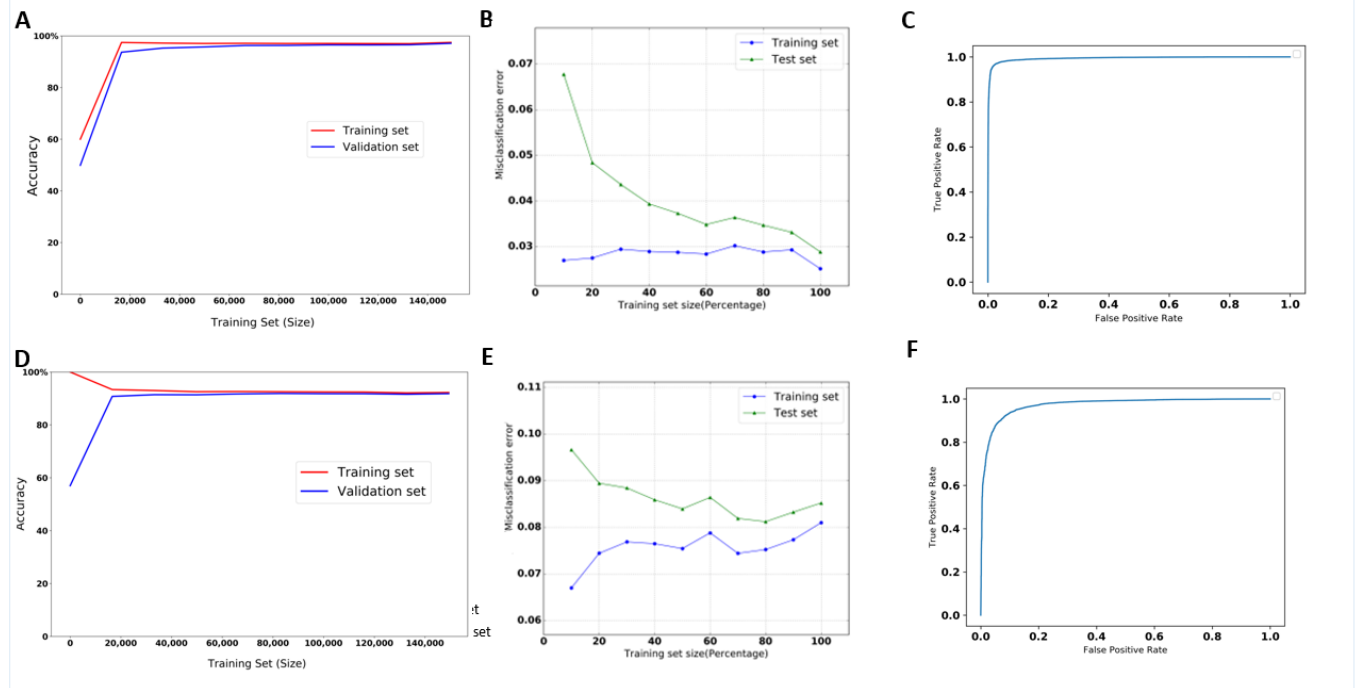 A
100%
80
60
40
20
0
Accuracy
Training set
Validation set
0 20,000 40,000 60,000 80,000 100,000 120,000 140,000
Training Set (Size)
B
0.07
0.06
0.05
0.04
0.03
Misclassification error
Training set
Test set
0 20 40 60 80 100
Training set size(Percentage)
C
1.0
0.8
0.6
0.4
0.2
0.0
True Positive Rate
0.0 0.2 0.4 0.6 0.8 1.0
False Positive Rate
D
100%
80
60
40
20
0
Accuracy
Training set
Validation set
0 20,000 40,000 60,000 80,000 100,000 120,000 140,000
Training Set (Size)
et
set
E
0.11
0.10
0.09
0.08
0.07
0.06
Misclassification error
Training set
Test set
0 20 40 60 80 100
Training set size(Percentage)
F
1.0
0.8
0.6
0.4
0.2
0.0
True Positive Rate
0.0 0.2 0.4 0.6 0.8 1.0
False Positive Rate